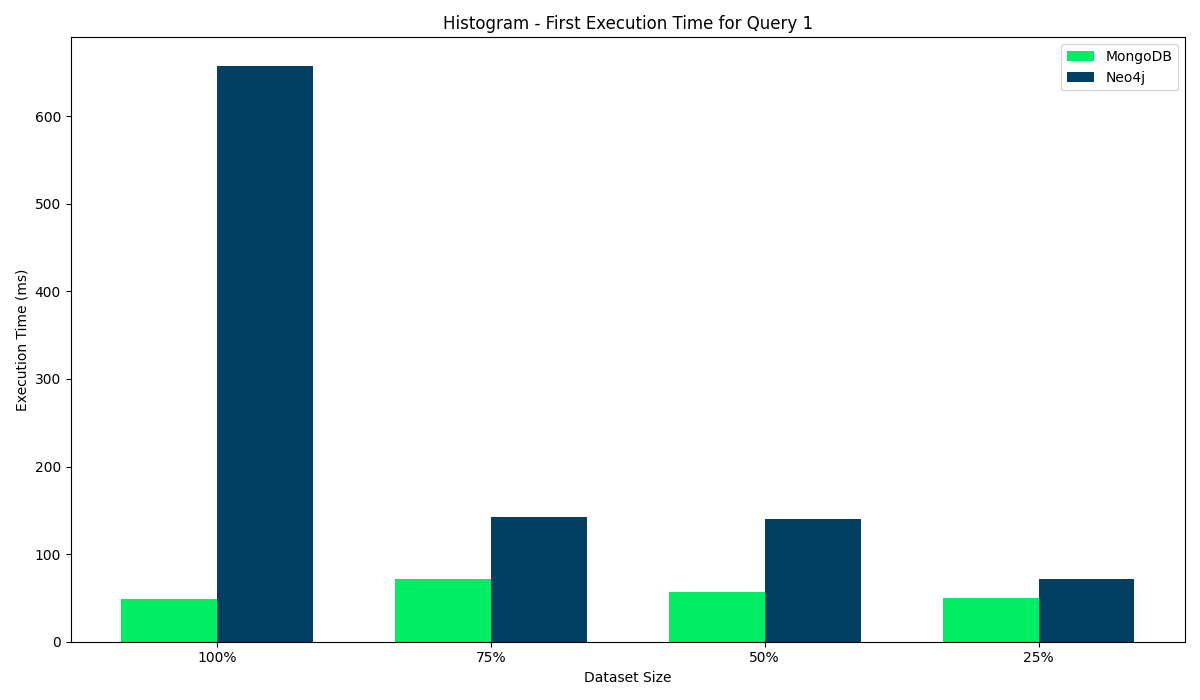 Histogram - First Execution Time for Query 1
MongoDB
Neo4j
Execution Time (ms)
600
500
400
300
200
100
0
100%
75%
50%
25%
Dataset Size